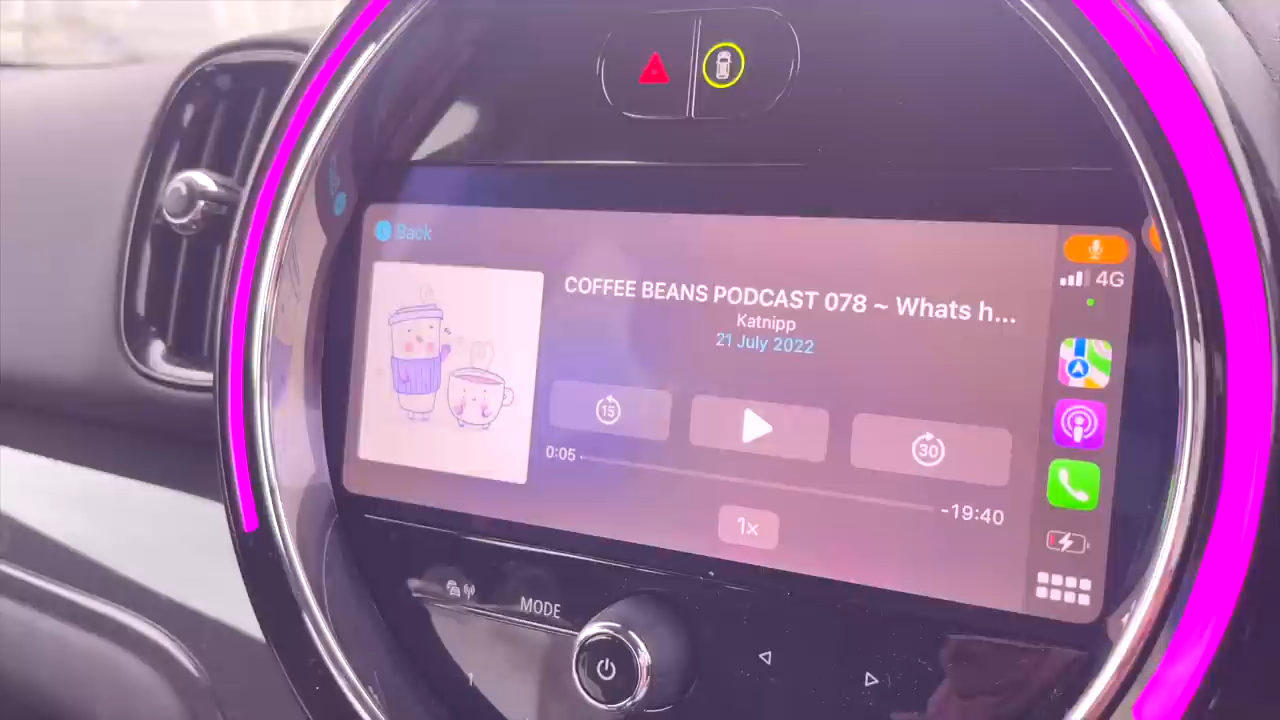 Back
COFFEE BEANS PODCAST 078 ~ Whats h...
Katnipp
21 July 2022
15
30
0:05
-19:40
1x
4G
MODE
1